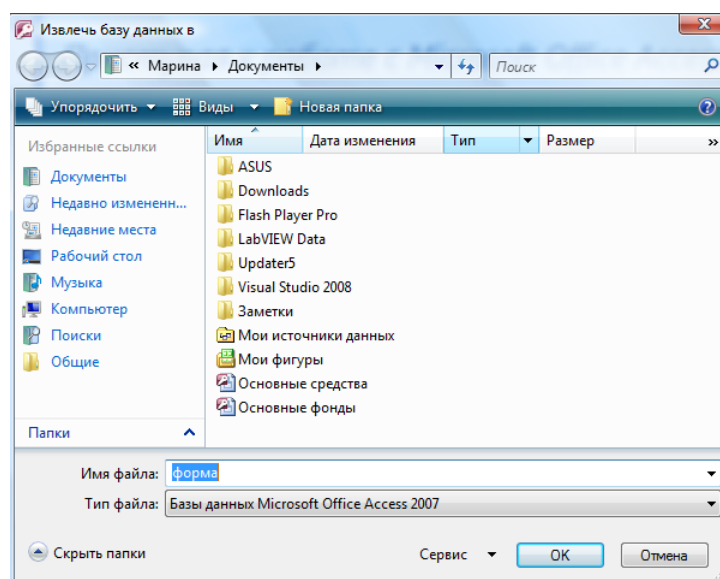 Извлечь базу данных в
« Марина ▸ Документы ▸
Поиск
Упорядочить Виды Новая папка
Избранные ссылки
Документы
Недавно измененн...
Недавние места
Рабочий стол
Музыка
Компьютер
Поиски
Общие
Папки
Имя Дата изменения Тип Размер »
ASUS
Downloads
Flash Player Pro
LabVIEW Data
Updater5
Visual Studio 2008
Заметки
Мои источники данных
Мои фигуры
Основные средства
Основные фонды
Имя файла: форма
Тип файла: Базы данных Microsoft Office Access 2007
Скрыть папки Сервис OK Отмена